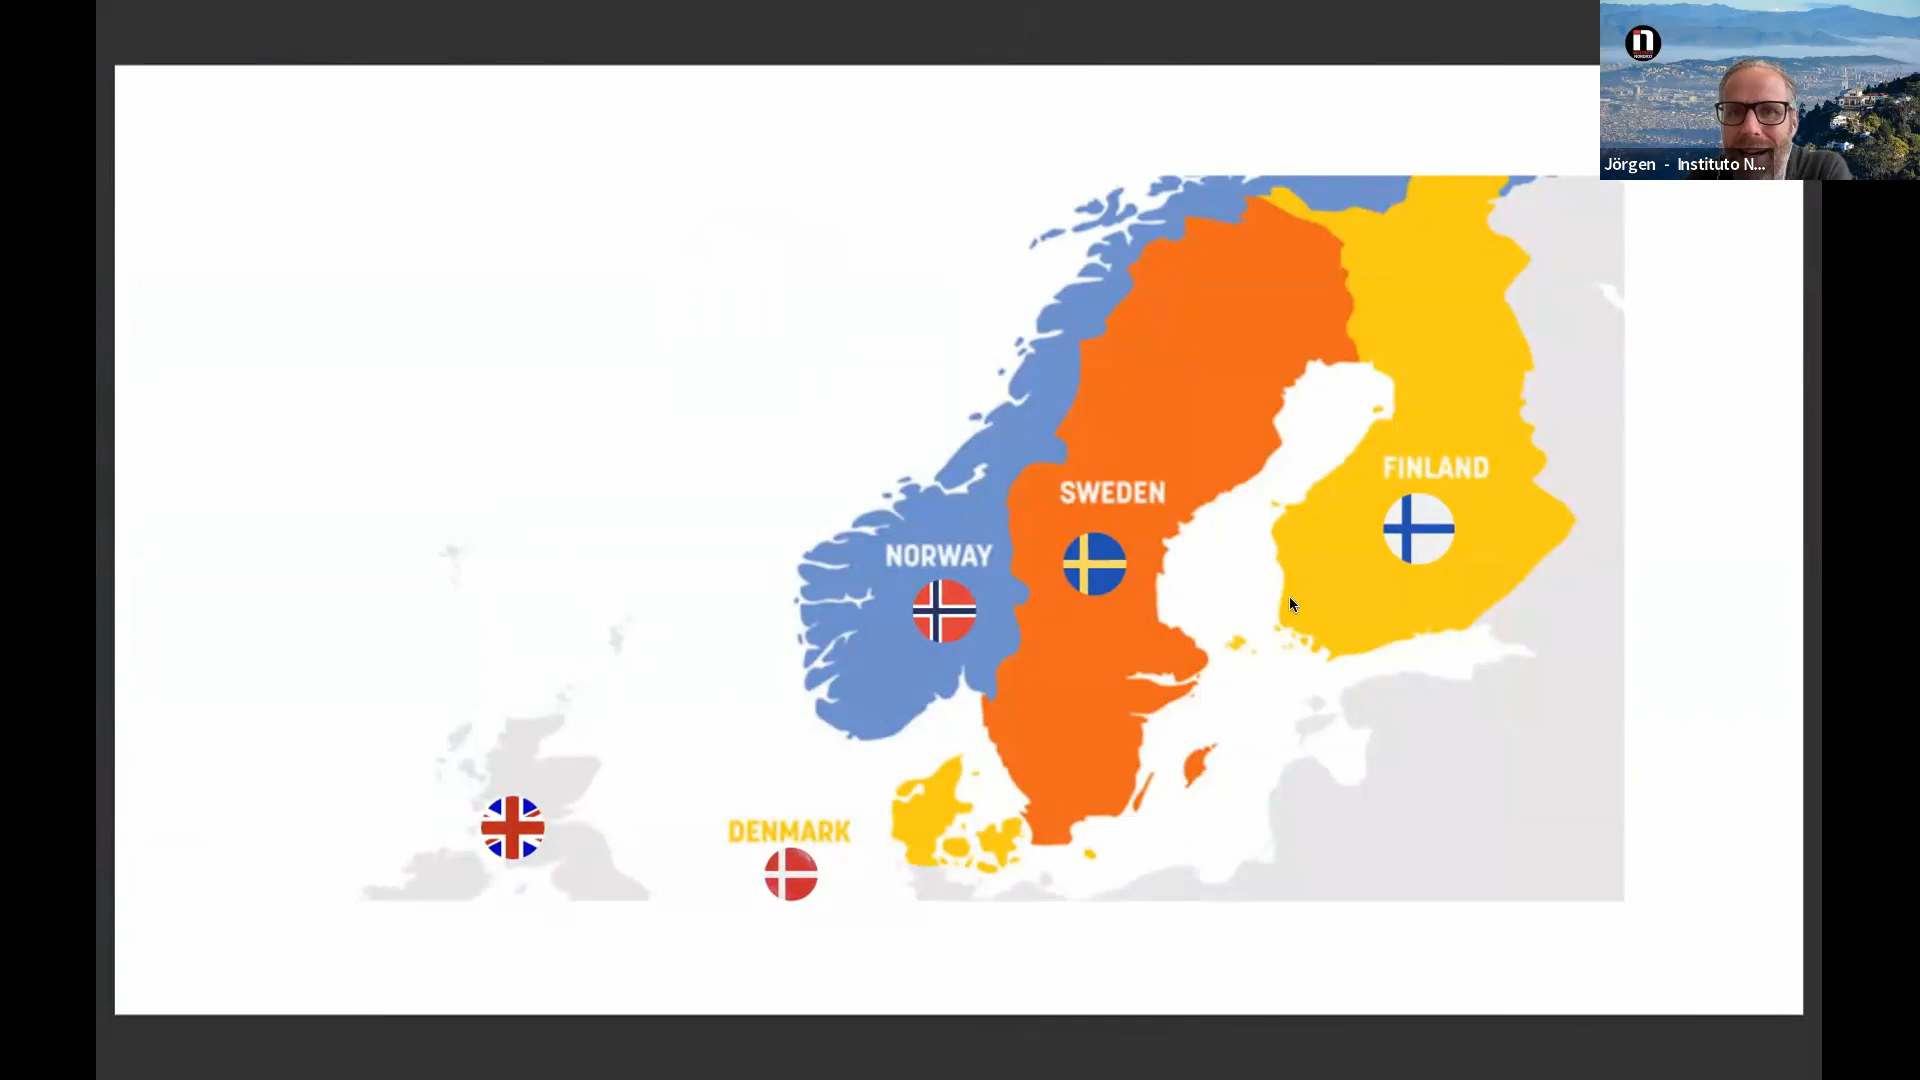 Jörgen - Instituto N...
FINLAND
SWEDEN
NORWAY
DENMARK